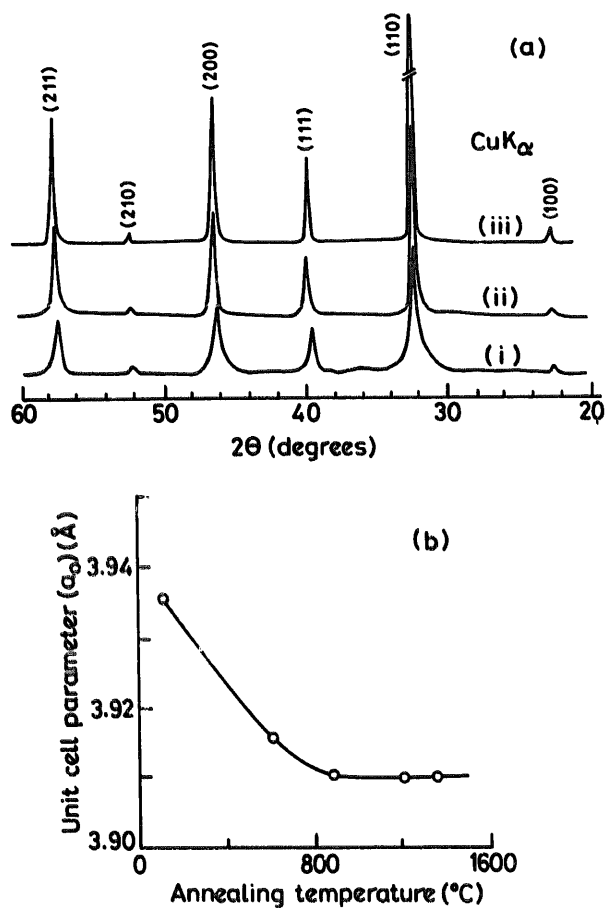 (a)
(211)
(210)
(200)
(111)
(110)
(100)
CuKα
(iii)
(ii)
(i)
60 50 40 30 20
2Θ (degrees)
(b)
Unit cell parameter (a₀) (Å)
3.94
3.92
3.90
0 800 1600
Annealing temperature (°C)